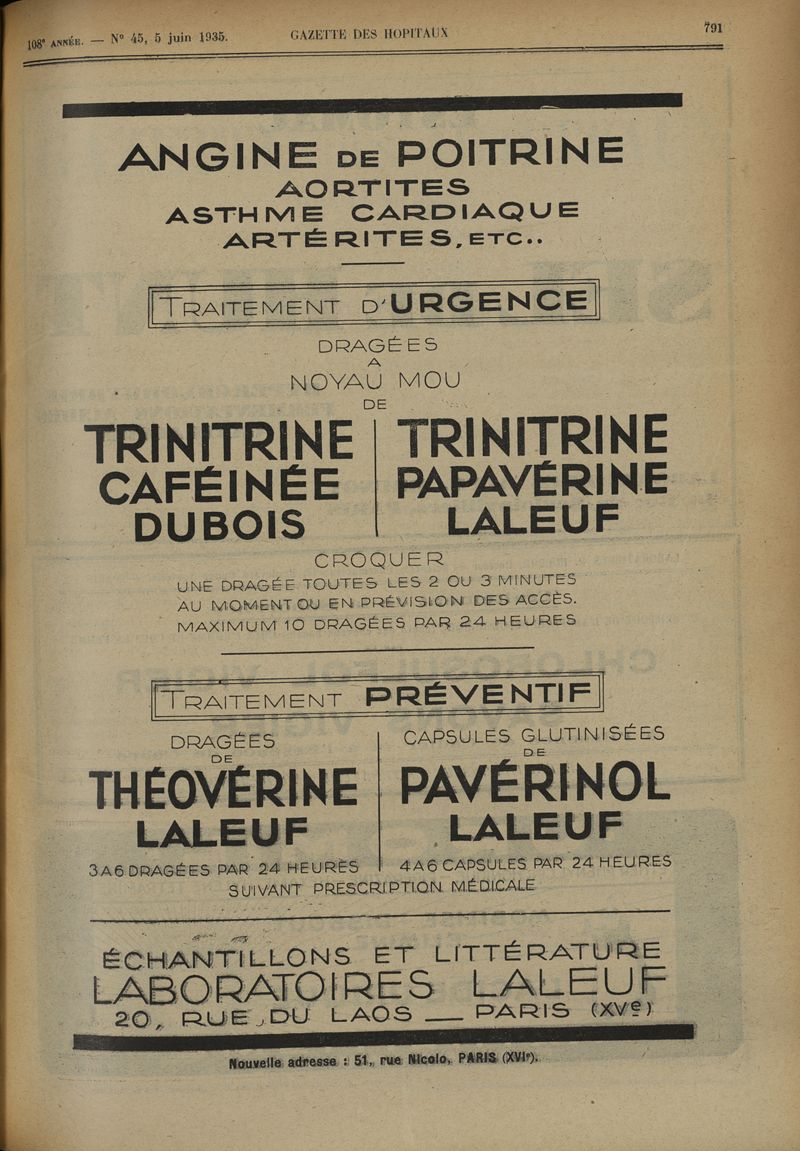 108e ANNÉE. — No 45, 5 juin 1935. GAZETTE DES HOPITAUX 791
ANGINE DE POITRINE
AORTITES
ASTHME CARDIAQUE
ARTÉRITES, ETC..
TRAITEMENT D'URGENCE
DRAGÉES
A
NOYAU MOU
DE
TRINITRINE
CAFÉINÉE
DUBOIS
TRINITRINE
PAPAVÉRINE
LALEUF
CROQUER
UNE DRAGÉE TOUTES LES 2 OU 3 MINUTES
AU MOMENT OU EN PRÉVISION DES ACCÈS.
MAXIMUM 10 DRAGÉES PAR 24 HEURES
TRAITEMENT PRÉVENTIF
DRAGÉES
DE
THÉOVÉRINE
LALEUF
3 A 6 DRAGÉES PAR 24 HEURES
CAPSULES GLUTINISÉES
DE
PAVÉRINOL
LALEUF
4 A 6 CAPSULES PAR 24 HEURES
SUIVANT PRESCRIPTION MÉDICALE
ÉCHANTILLONS ET LITTÉRATURE
LABORATOIRES LALEUF
20, RUE DU LAOS — PARIS (XVe)
Nouvelle adresse : 51, rue Nicolo, PARIS (XVIe).